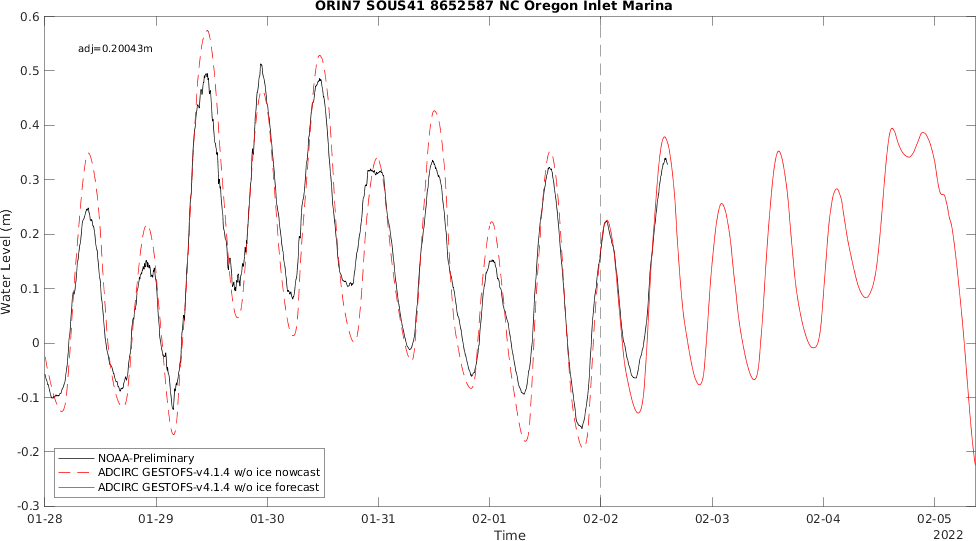 ORIN7 SOUS41 8652587 NC Oregon Inlet Marina
adj=0.20043m
0.6
0.5
0.4
0.3
0.2
0.1
0
-0.1
-0.2
-0.3
Water Level (m)
NOAA-Preliminary
ADCIRC GESTOFS-v4.1.4 w/o ice nowcast
ADCIRC GESTOFS-v4.1.4 w/o ice forecast
01-28 01-29 01-30 01-31 02-01 02-02 02-03 02-04 02-05
Time
2022